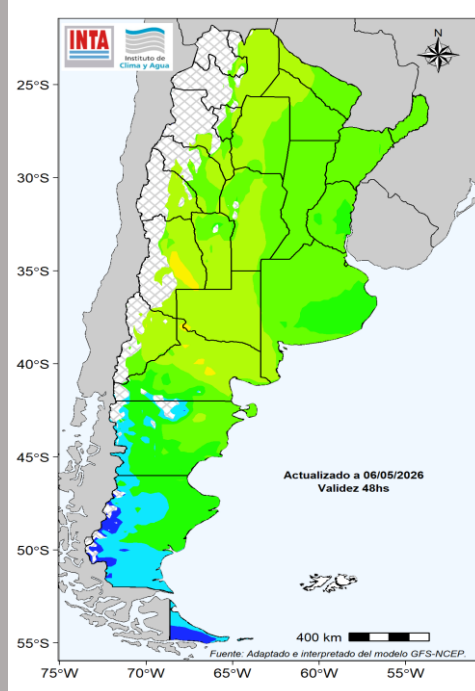 INTA
Instituto de
Clima y Agua
N
25°S
30°S
35°S
40°S
45°S
50°S
55°S
Actualizado a 06/05/2026
Validez 48hs
400 km
Fuente: Adaptado e interpretado del modelo GFS-NCEP.
75°W 70°W 65°W 60°W 55°W